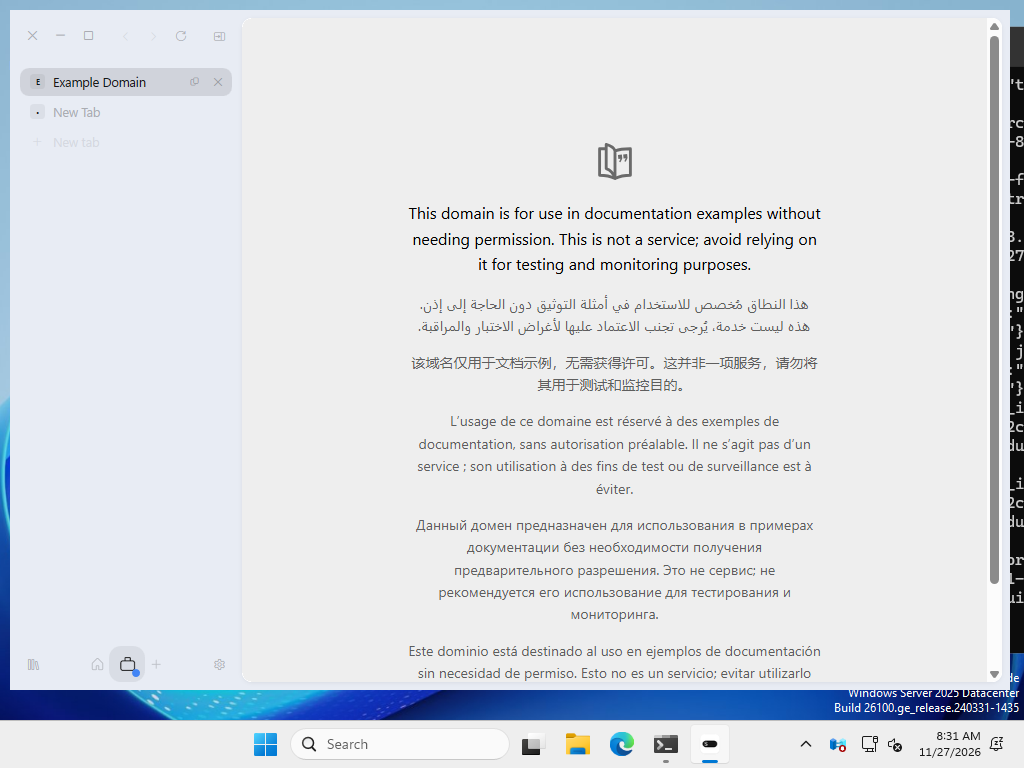 E Example Domain
New Tab
+ New tab
This domain is for use in documentation examples without
needing permission. This is not a service; avoid relying on
it for testing and monitoring purposes.
هذا النطاق مُخصص للاستخدام في أمثلة التوثيق دون الحاجة إلى إذن.
هذه ليست خدمة، يُرجى تجنب الاعتماد عليها لأغراض الاختبار والمراقبة.
该域名仅用于文档示例，无需获得许可。这并非一项服务，请勿将
其用于测试和监控目的。
L’usage de ce domaine est réservé à des exemples de
documentation, sans autorisation préalable. Il ne s’agit pas d’un
service ; son utilisation à des fins de test ou de surveillance est à
éviter.
Данный домен предназначен для использования в примерах
документации без необходимости получения
предварительного разрешения. Это не сервис; не
рекомендуется его использование для тестирования и
мониторинга.
Este dominio está destinado al uso en ejemplos de documentación
sin necesidad de permiso. Esto no es un servicio; evitar utilizarlo
Windows Server 2025 Datacenter
Build 26100.ge_release.240331-1435
Search
8:31 AM
11/27/2026